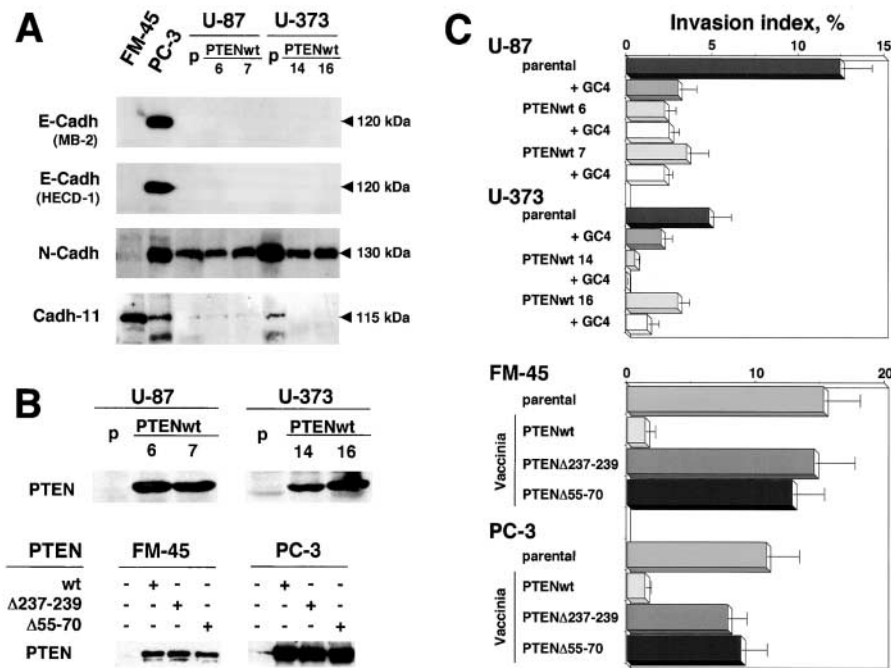 A
FM-45
PC-3
U-87
U-373
p PTENwt p PTENwt
6 7 14 16
E-Cadh
(MB-2)
120 kDa
E-Cadh
(HECD-1)
120 kDa
N-Cadh
130 kDa
Cadh-11
115 kDa
B
U-87
U-373
p PTENwt
6 7
p PTENwt
14 16
PTEN
PTEN FM-45 PC-3
wt - + - - - + - -
Δ237-239 - - + - - - + -
Δ55-70 - - - + - - - +
PTEN
C
Invasion index, %
0 5 10 15
U-87
parental
+ GC4
PTENwt 6
+ GC4
PTENwt 7
+ GC4
U-373
parental
+ GC4
PTENwt 14
+ GC4
PTENwt 16
+ GC4
0 10 20
FM-45
parental
Vaccinia
PTENwt
PTENΔ237-239
PTENΔ55-70
PC-3
parental
Vaccinia
PTENwt
PTENΔ237-239
PTENΔ55-70